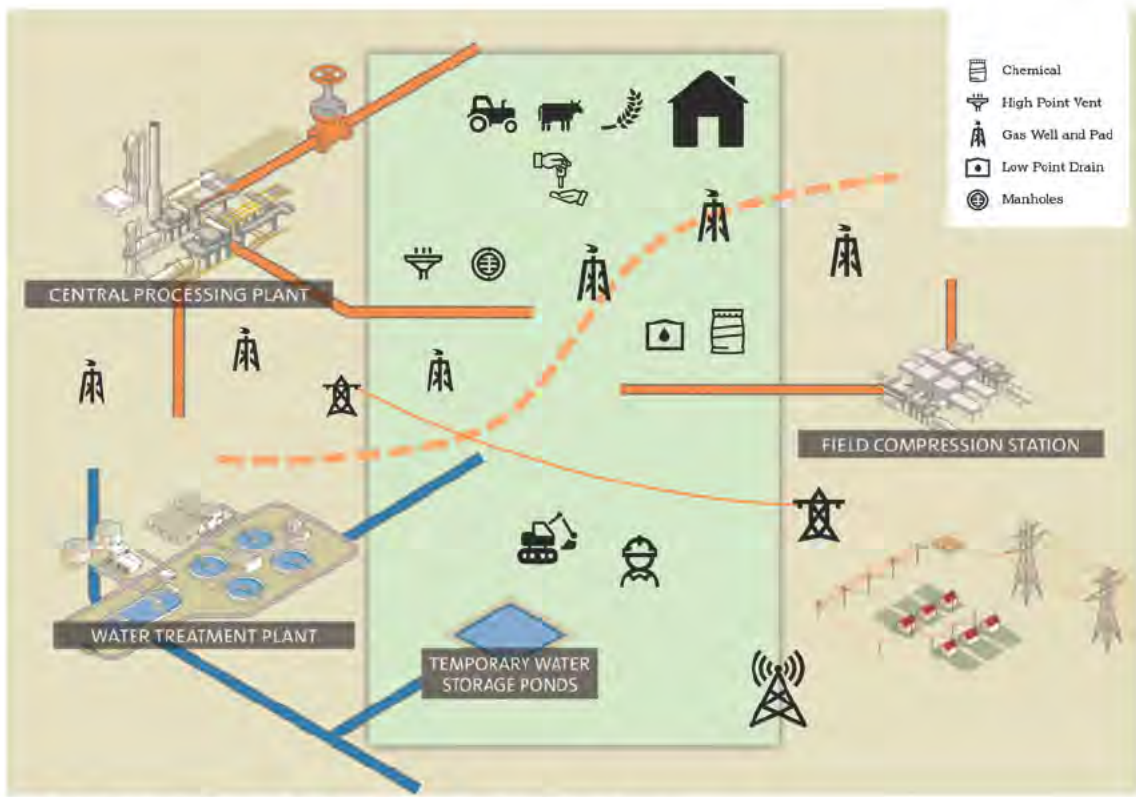 Chemical
High Point Vent
Gas Well and Pad
Low Point Drain
Manholes
CENTRAL PROCESSING PLANT
FIELD COMPRESSION STATION
WATER TREATMENT PLANT
TEMPORARY WATER
STORAGE PONDS